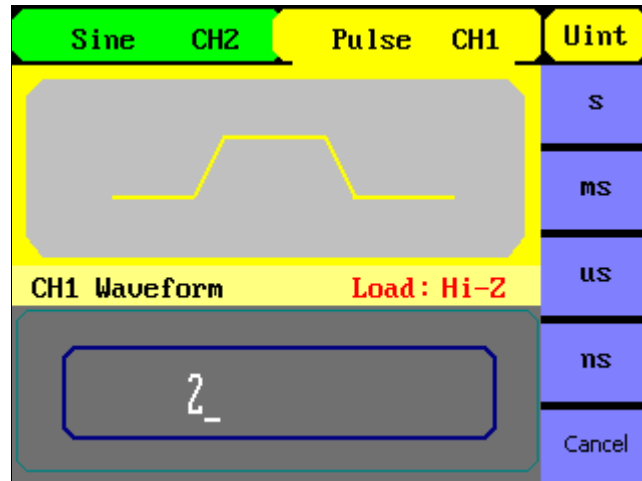 Sine CH2 Pulse CH1 Uint
s
ms
CH1 Waveform Load: Hi-Z
us
ns
2_
Cancel